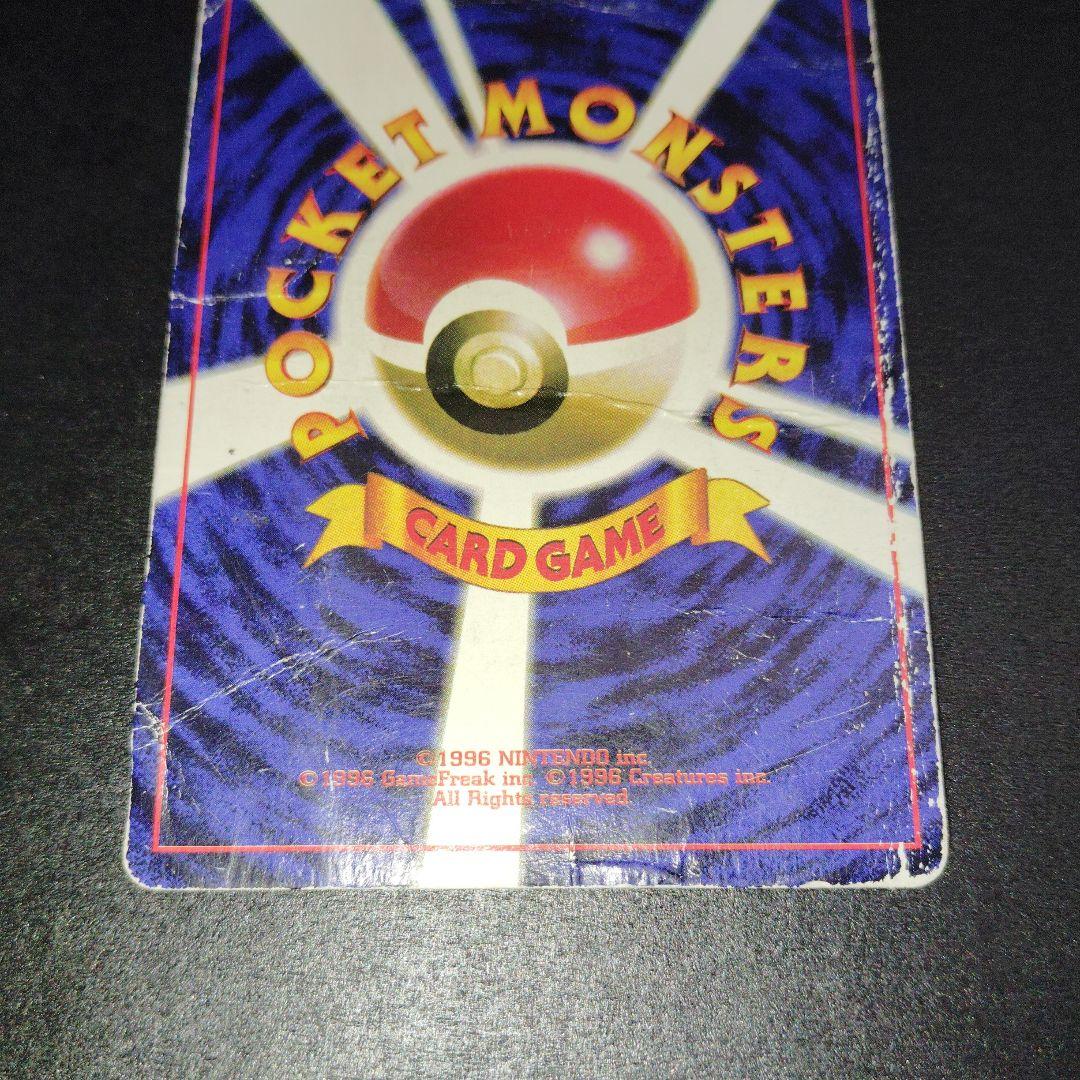 POCKET MONSTERS
CARD GAME
©1996 NINTENDO inc.
©1996 GameFreak inc. ©1996 Creatures inc.
All Rights reserved.